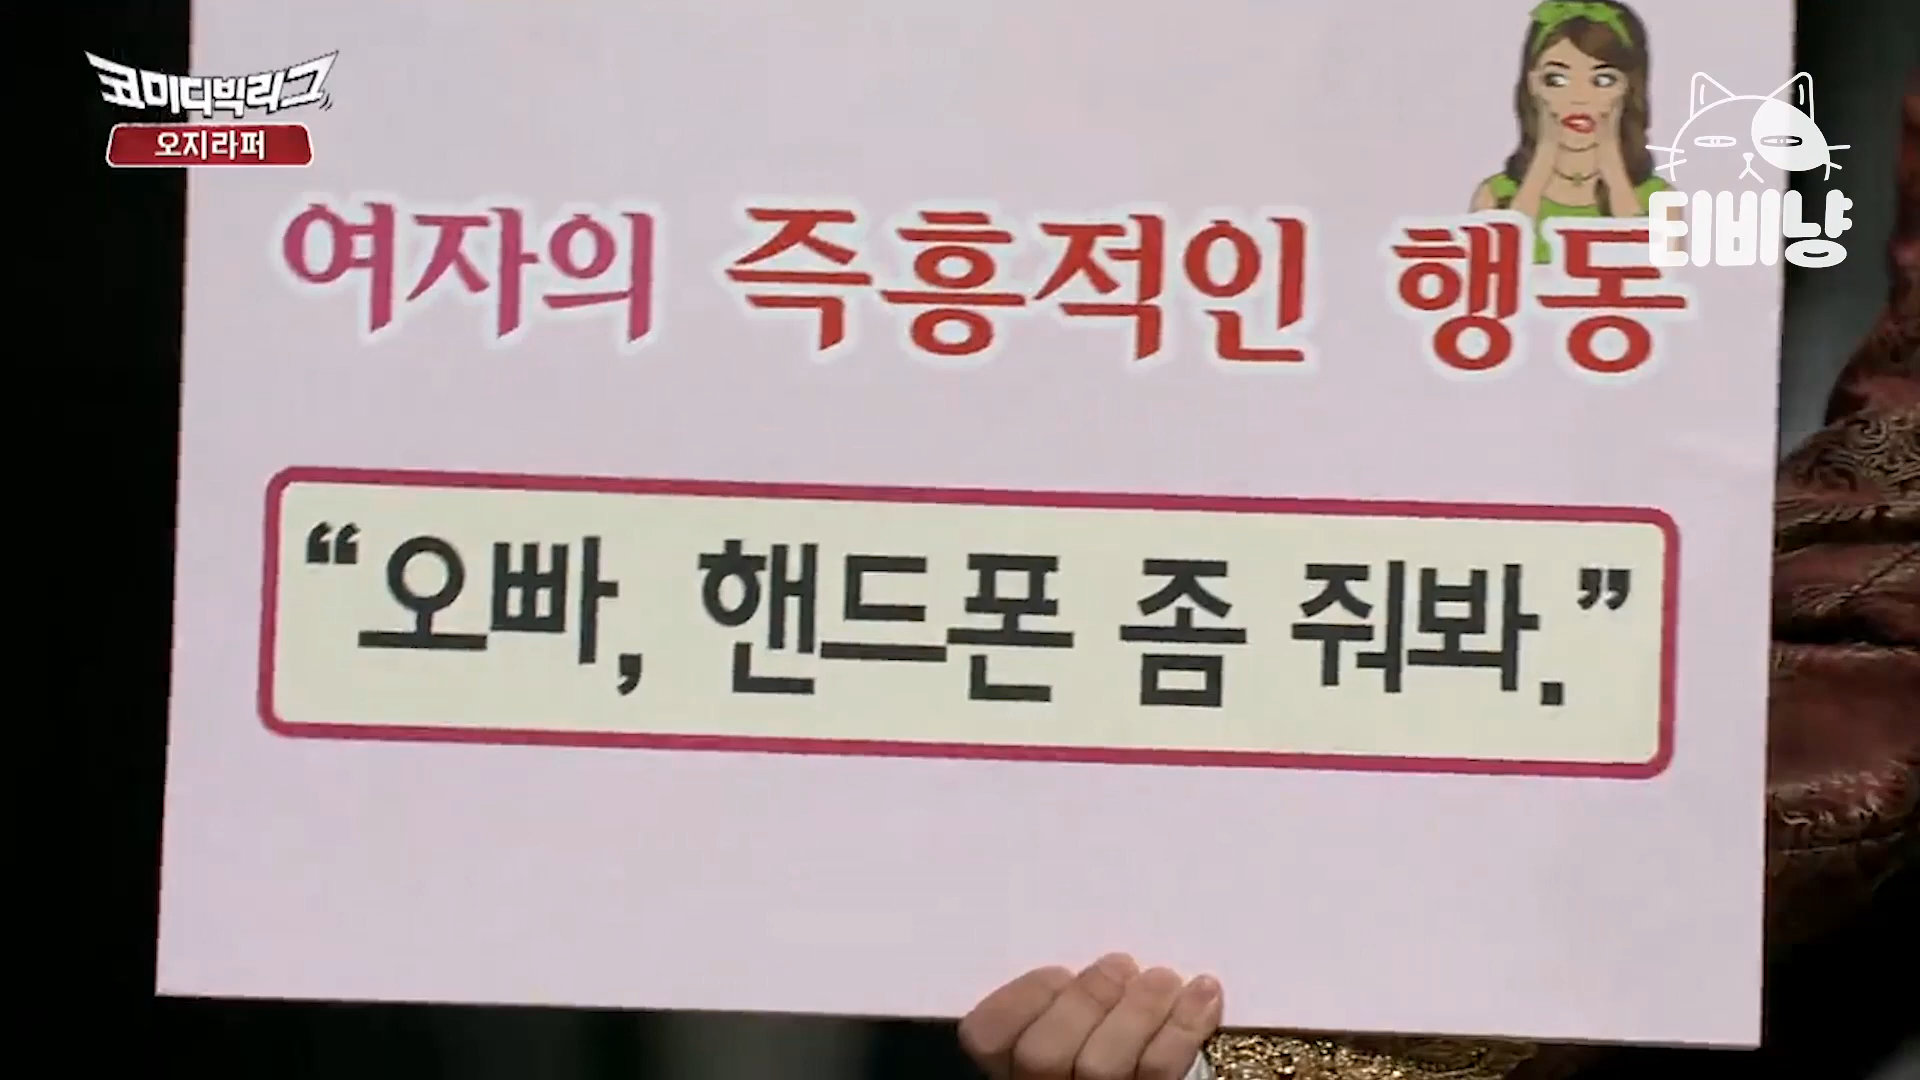 코미디빅리그
오지라퍼
티비냥
여자의 즉흥적인 행동
“오빠, 핸드폰 좀 줘봐.”